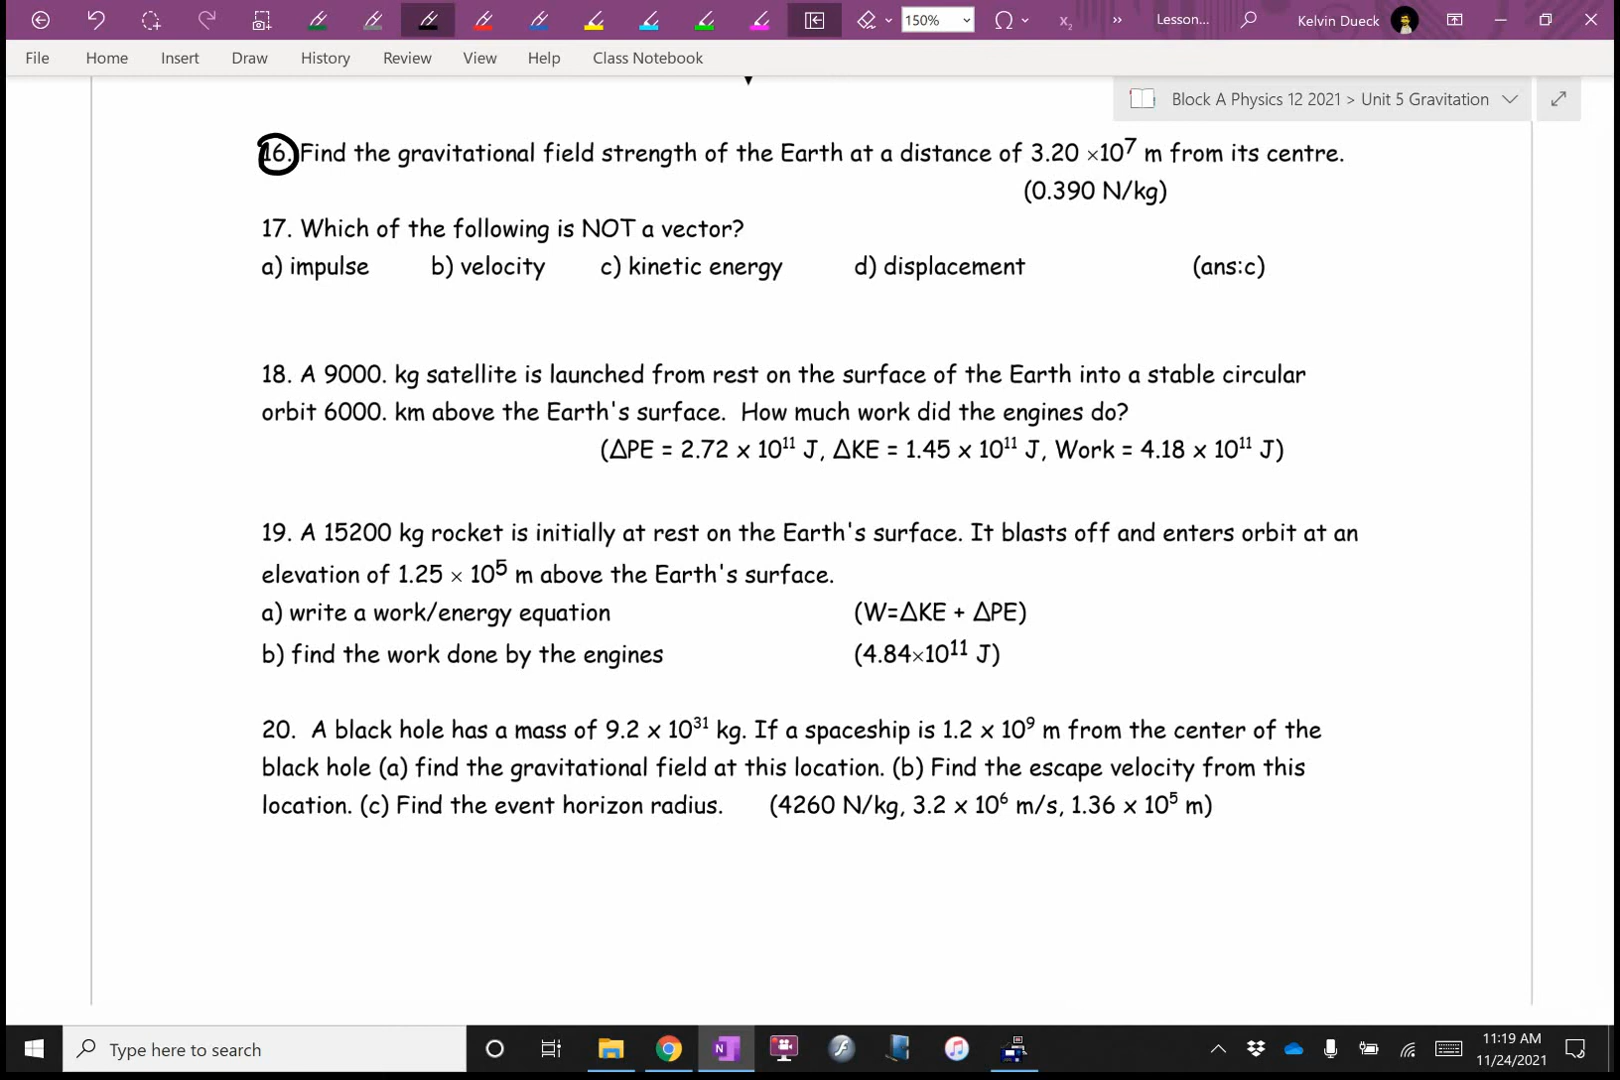 150%
Lesson...
Kelvin Dueck
File Home Insert Draw History Review View Help Class Notebook
Block A Physics 12 2021 > Unit 5 Gravitation
16. Find the gravitational field strength of the Earth at a distance of 3.20 ×10⁷ m from its centre.
(0.390 N/kg)
17. Which of the following is NOT a vector?
a) impulse b) velocity c) kinetic energy d) displacement (ans:c)
18. A 9000. kg satellite is launched from rest on the surface of the Earth into a stable circular
orbit 6000. km above the Earth's surface. How much work did the engines do?
(ΔPE = 2.72 x 10¹¹ J, ΔKE = 1.45 x 10¹¹ J, Work = 4.18 x 10¹¹ J)
19. A 15200 kg rocket is initially at rest on the Earth's surface. It blasts off and enters orbit at an
elevation of 1.25 × 10⁵ m above the Earth's surface.
a) write a work/energy equation (W=ΔKE + ΔPE)
b) find the work done by the engines (4.84×10¹¹ J)
20. A black hole has a mass of 9.2 x 10³¹ kg. If a spaceship is 1.2 x 10⁹ m from the center of the
black hole (a) find the gravitational field at this location. (b) Find the escape velocity from this
location. (c) Find the event horizon radius. (4260 N/kg, 3.2 x 10⁶ m/s, 1.36 x 10⁵ m)
Type here to search
11:19 AM
11/24/2021